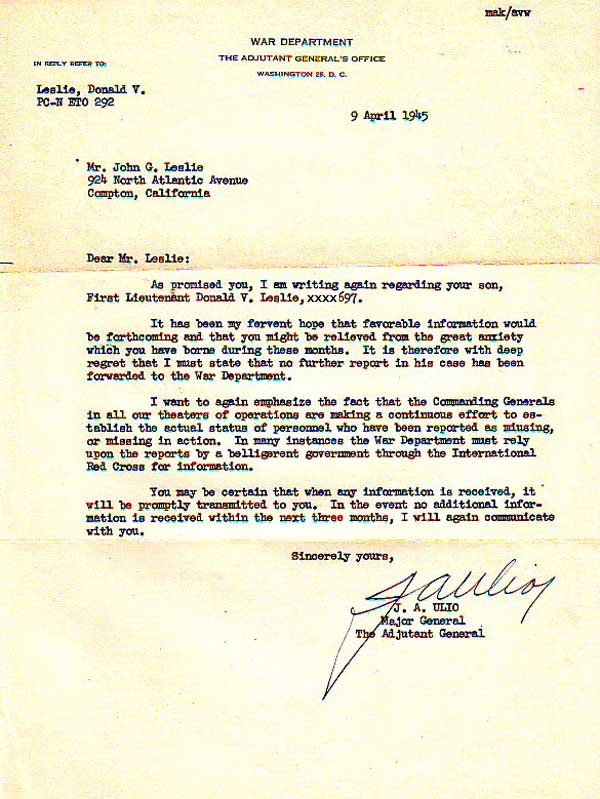 mak/avw
WAR DEPARTMENT
THE ADJUTANT GENERAL'S OFFICE
WASHINGTON 25, D. C.
IN REPLY REFER TO:
Leslie, Donald V.
PC-N ETO 292
9 April 1945
Mr. John G. Leslie
924 North Atlantic Avenue
Compton, California
Dear Mr. Leslie:
As promised you, I am writing again regarding your son,
First Lieutenant Donald V. Leslie, xxxx697.
It has been my fervent hope that favorable information would
be forthcoming and that you might be relieved from the great anxiety
which you have borne during these months. It is therefore with deep
regret that I must state that no further report in his case has been
forwarded to the War Department.
I want to again emphasize the fact that the Commanding Generals
in all our theaters of operations are making a continuous effort to es-
tablish the actual status of personnel who have been reported as missing,
or missing in action. In many instances the War Department must rely
upon the reports by a belligerent government through the International
Red Cross for information.
You may be certain that when any information is received, it
will be promptly transmitted to you. In the event no additional infor-
mation is received within the next three months, I will again communicate
with you.
Sincerely yours,
J A Ulio
J. A. ULIO
Major General
The Adjutant General